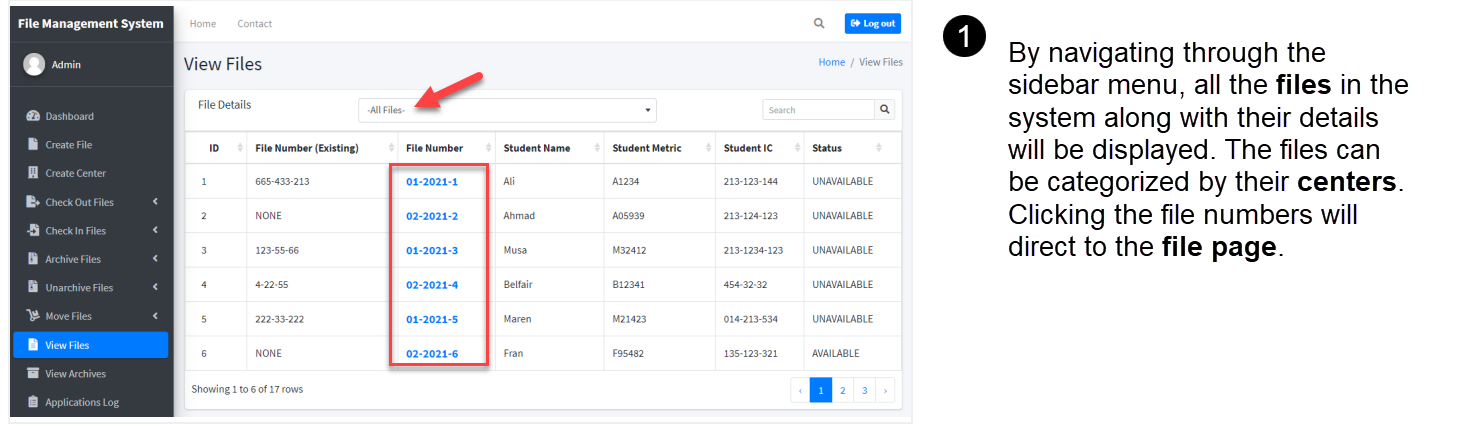 File Management System
Home Contact
Log out
Admin
View Files
Home / View Files
File Details
-All Files-
Search
Dashboard
Create File
Create Center
Check Out Files
Check In Files
Archive Files
Unarchive Files
Move Files
View Files
View Archives
Applications Log
ID File Number (Existing) File Number Student Name Student Metric Student IC Status
1 665-433-213 01-2021-1 Ali A1234 213-123-144 UNAVAILABLE
2 NONE 02-2021-2 Ahmad A05939 213-124-123 UNAVAILABLE
3 123-55-66 01-2021-3 Musa M32412 213-1234-123 UNAVAILABLE
4 4-22-55 02-2021-4 Belfair B12341 454-32-32 UNAVAILABLE
5 222-33-222 01-2021-5 Maren M21423 014-213-534 UNAVAILABLE
6 NONE 02-2021-6 Fran F95482 135-123-321 AVAILABLE
Showing 1 to 6 of 17 rows
‹ 1 2 3 ›
1
By navigating through the
sidebar menu, all the files in the
system along with their details
will be displayed. The files can
be categorized by their centers.
Clicking the file numbers will
direct to the file page.